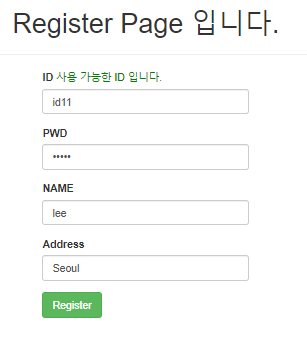 Register Page 입니다.
ID 사용 가능한 ID 입니다.
id11
PWD
•••••
NAME
lee
Address
Seoul
Register